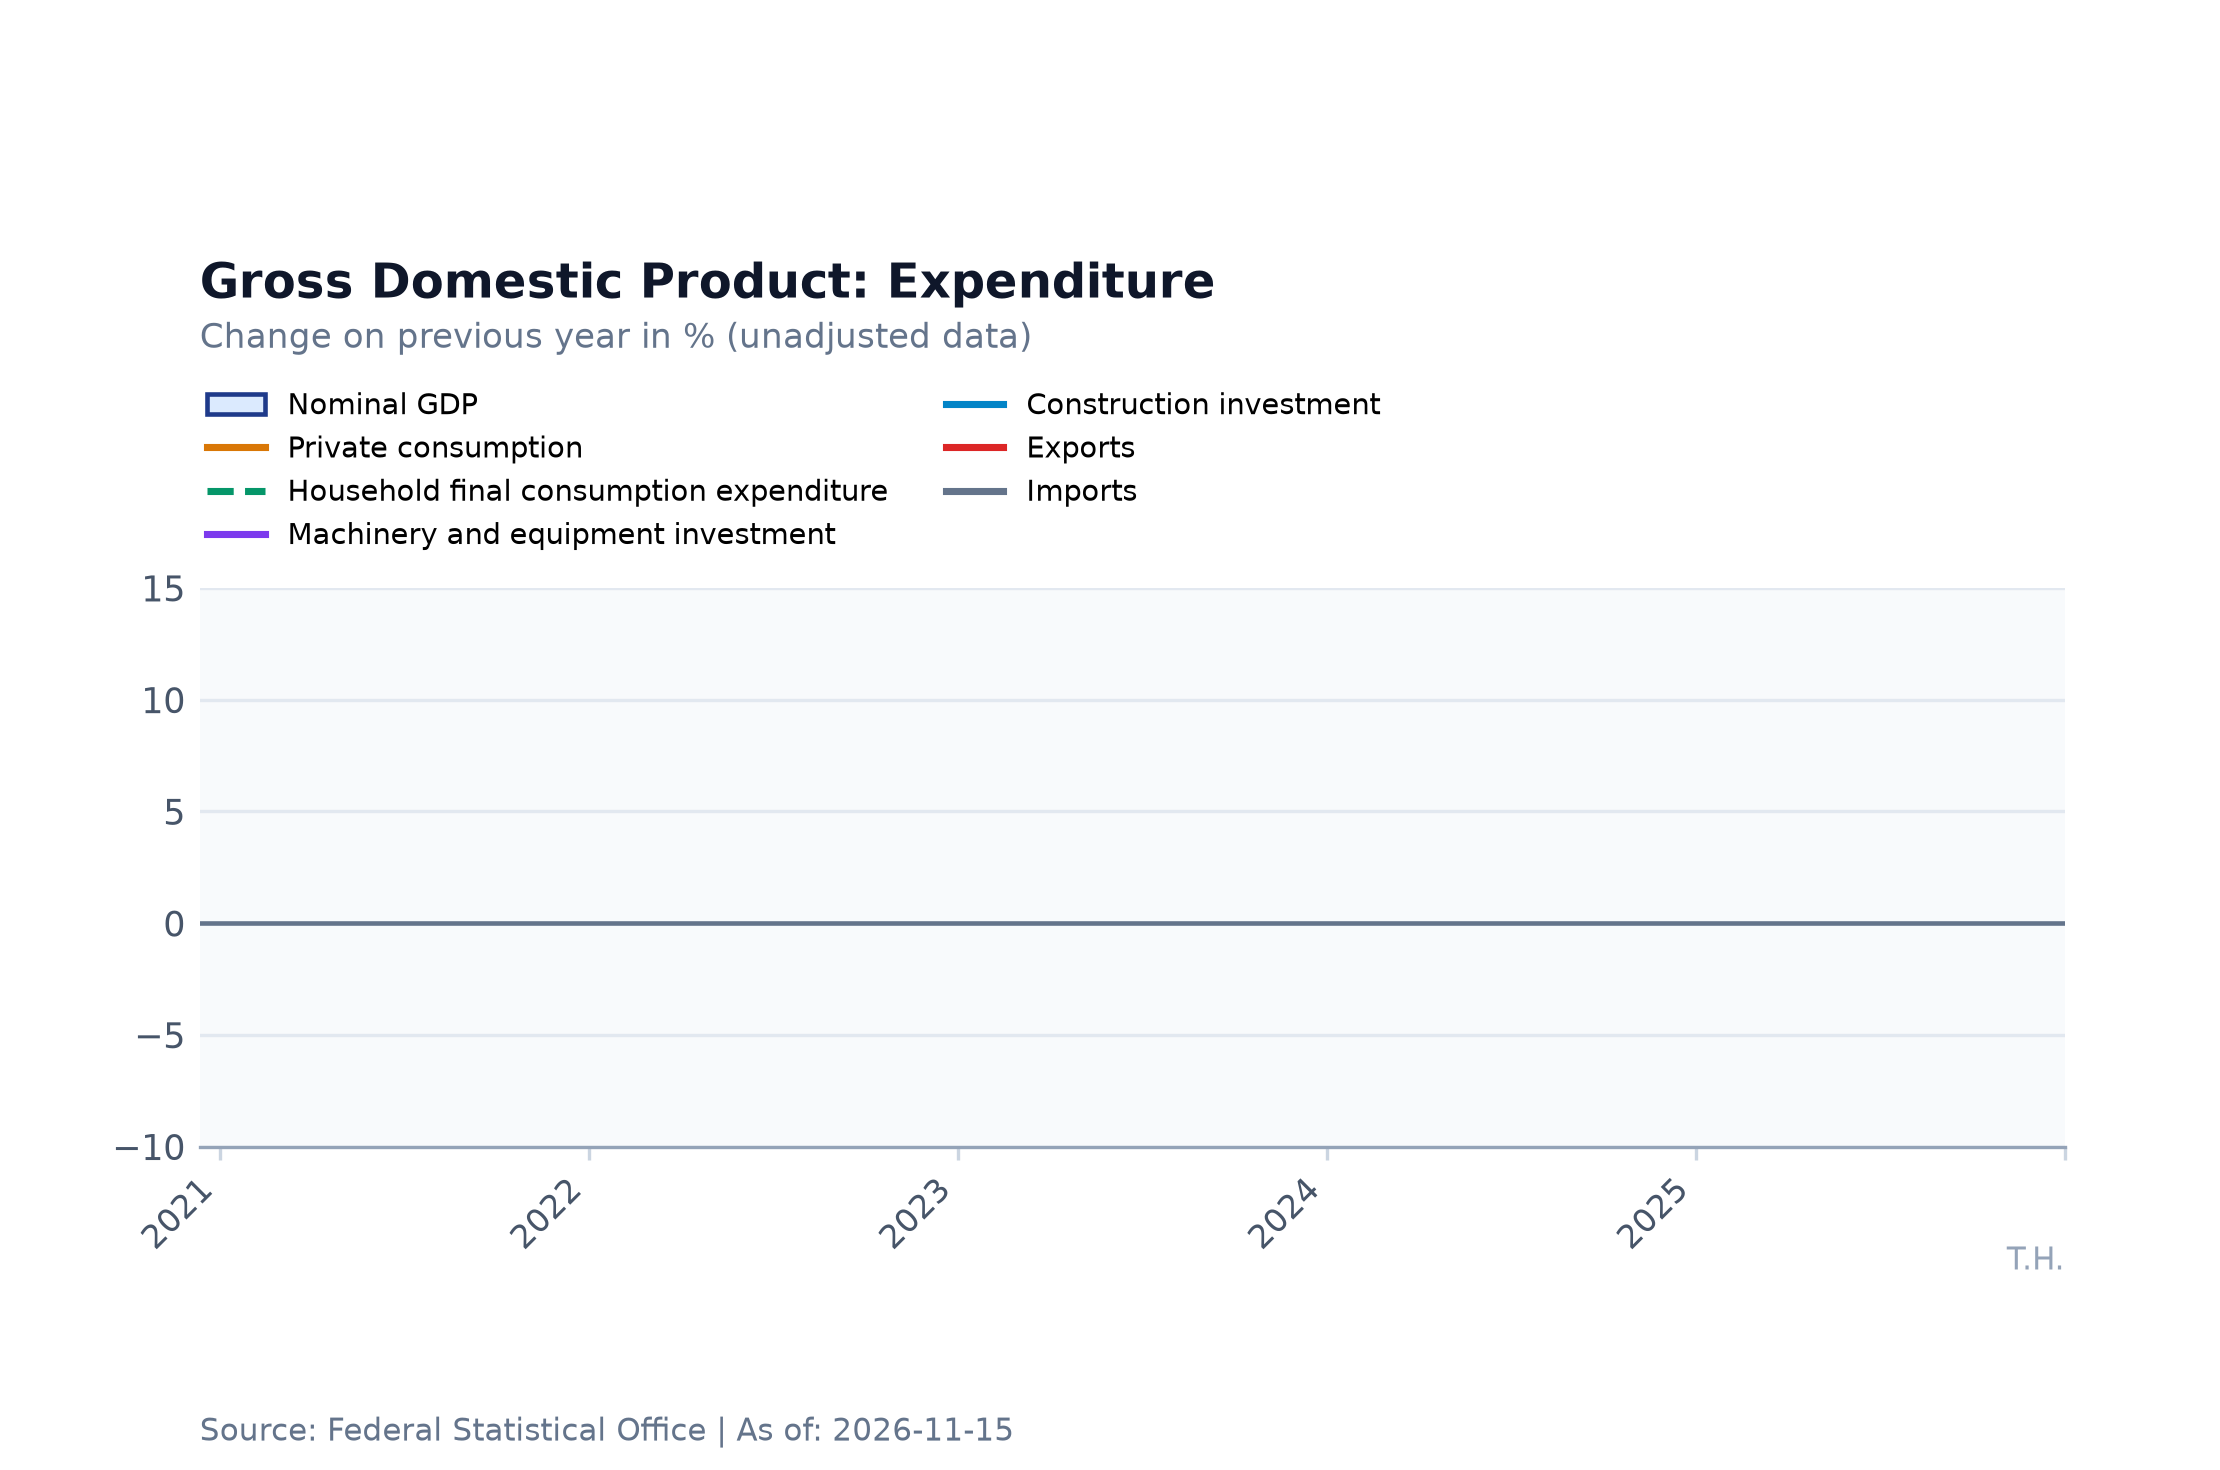 Gross Domestic Product: Expenditure
Change on previous year in % (unadjusted data)
Nominal GDP
Private consumption
Household final consumption expenditure
Machinery and equipment investment
Construction investment
Exports
Imports
15
10
5
0
−5
−10
2021
2022
2023
2024
2025
T.H.
Source: Federal Statistical Office | As of: 2026-11-15